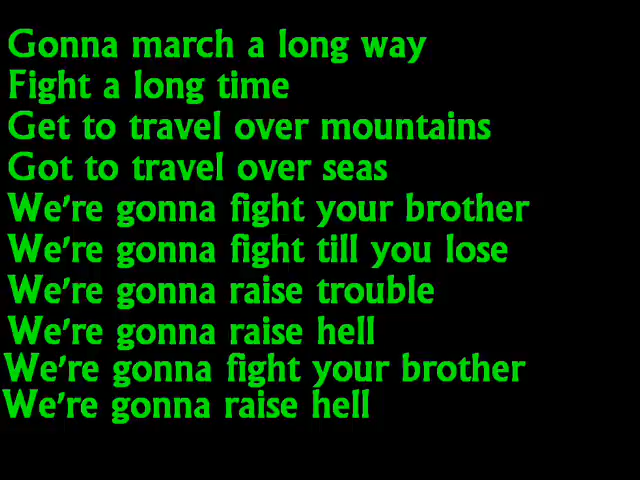 Gonna march a long way
Fight a long time
Get to travel over mountains
Got to travel over seas
We're gonna fight your brother
We're gonna fight till you lose
We're gonna raise trouble
We're gonna raise hell
We're gonna fight your brother
We're gonna raise hell